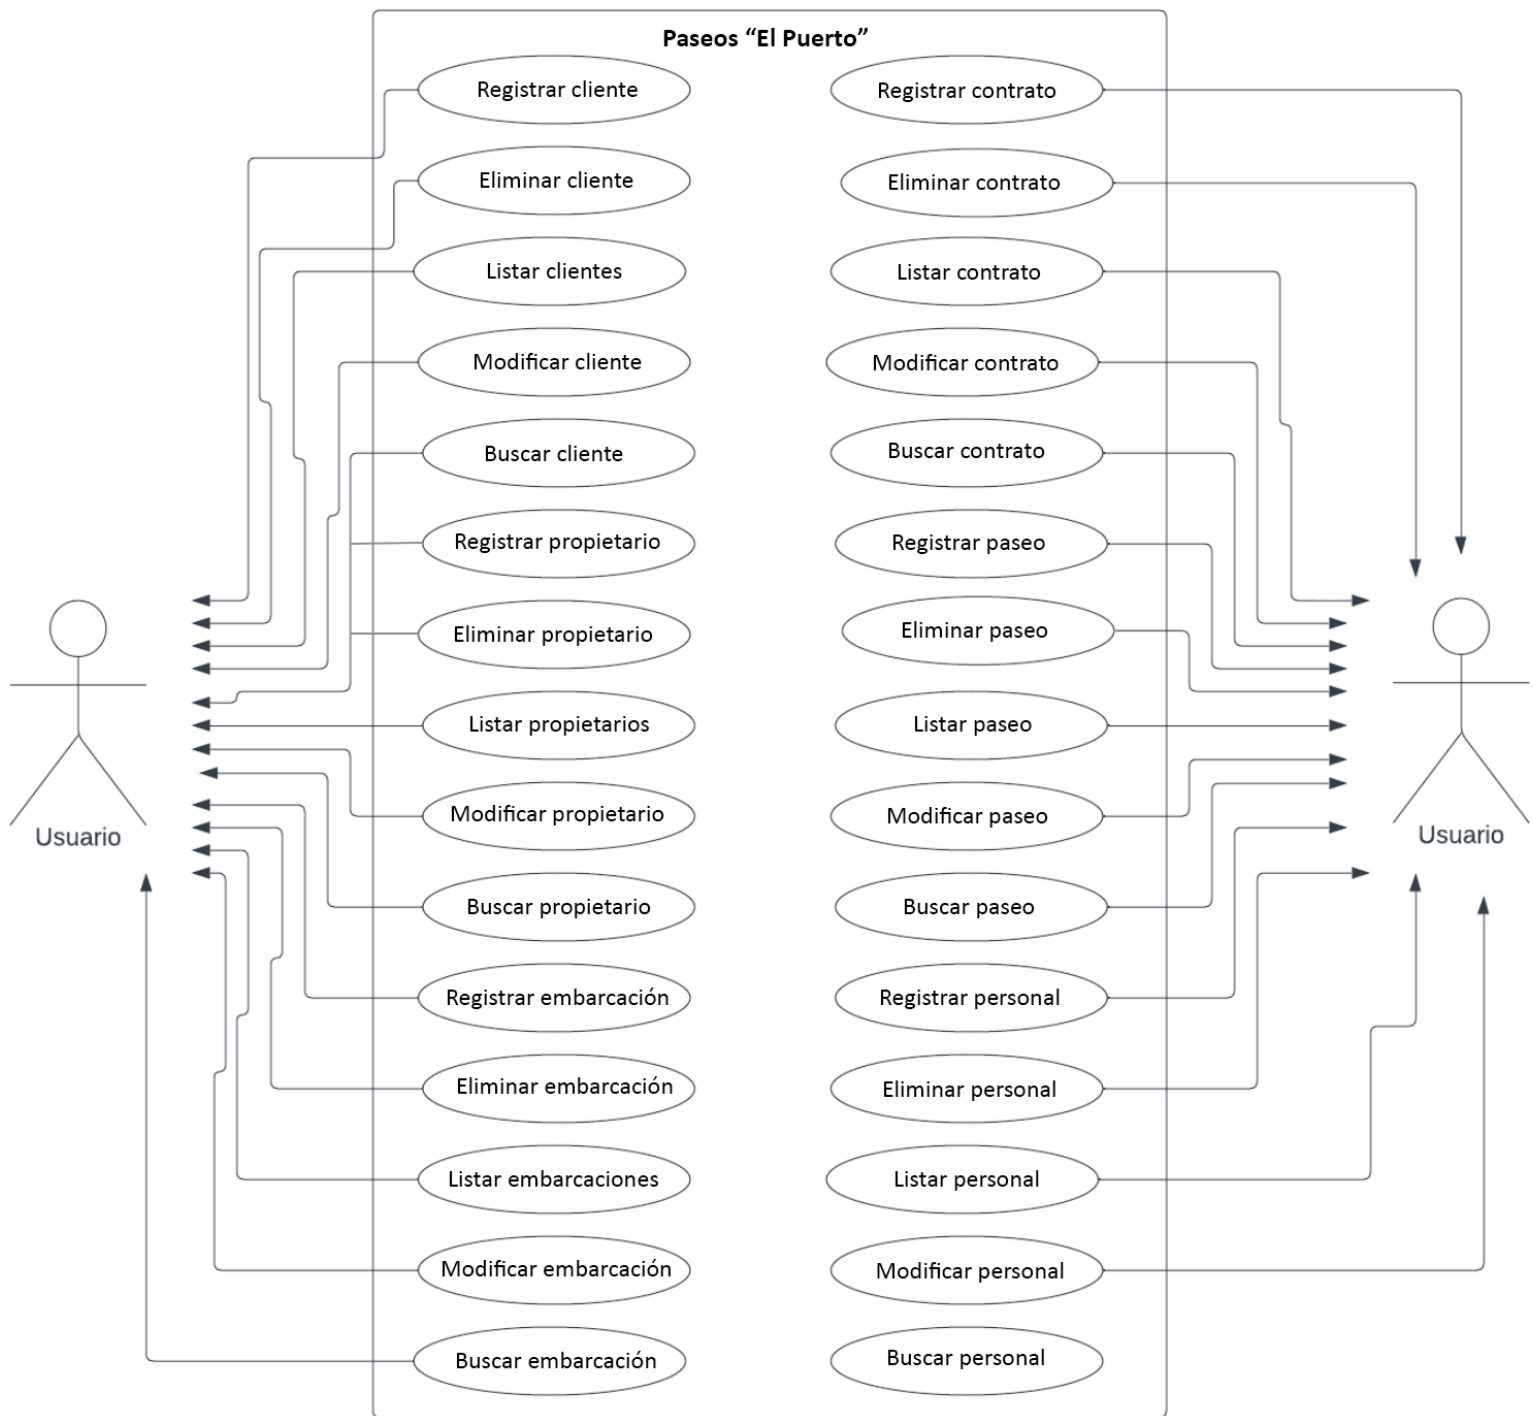 Paseos “El Puerto”
Registrar cliente
Eliminar cliente
Listar clientes
Modificar cliente
Buscar cliente
Registrar propietario
Eliminar propietario
Listar propietarios
Modificar propietario
Buscar propietario
Registrar embarcación
Eliminar embarcación
Listar embarcaciones
Modificar embarcación
Buscar embarcación
Registrar contrato
Eliminar contrato
Listar contrato
Modificar contrato
Buscar contrato
Registrar paseo
Eliminar paseo
Listar paseo
Modificar paseo
Buscar paseo
Registrar personal
Eliminar personal
Listar personal
Modificar personal
Buscar personal
Usuario
Usuario